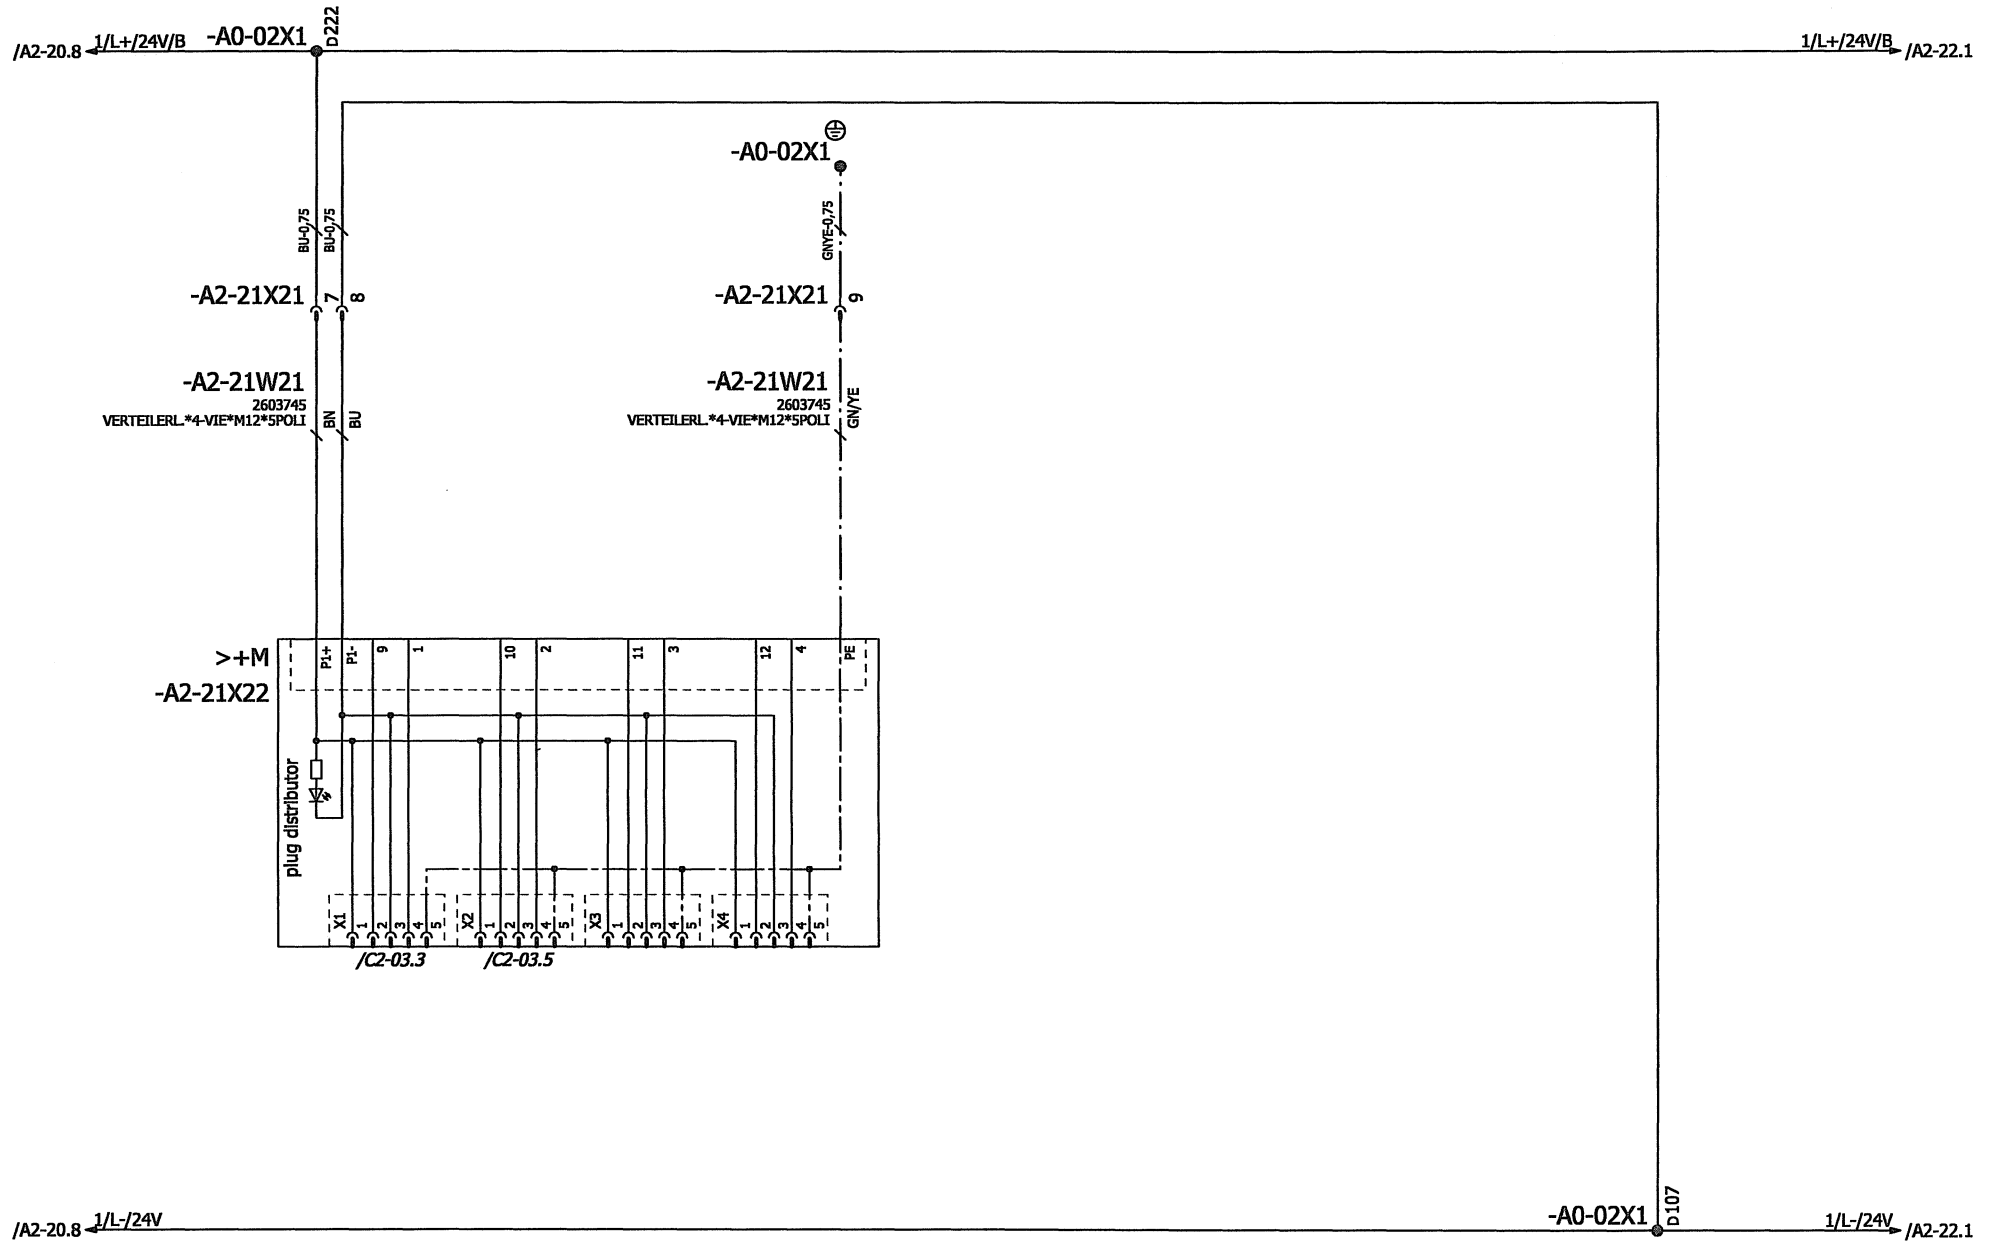 1/L+/24V/B
-A0-02X1
D222
/A2-20.8
1/L+/24V/B
/A2-22.1
-A0-02X1
BU-0,75
BU-0,75
GNYE-0,75
-A2-21X21
7
8
-A2-21X21
9
-A2-21W21
2603745
VERTEILERL.*4-VIE*M12*5POLI
BN
BU
-A2-21W21
2603745
VERTEILERL.*4-VIE*M12*5POLI
GN/YE
>+M
-A2-21X22
P1+
P1-
9
1
10
2
11
3
12
4
PE
plug distributor
X1
1
2
3
4
5
X2
1
2
3
4
5
X3
1
2
3
4
5
X4
1
2
3
4
5
/C2-03.3
/C2-03.5
1/L-/24V
/A2-20.8
-A0-02X1
D107
1/L-/24V
/A2-22.1